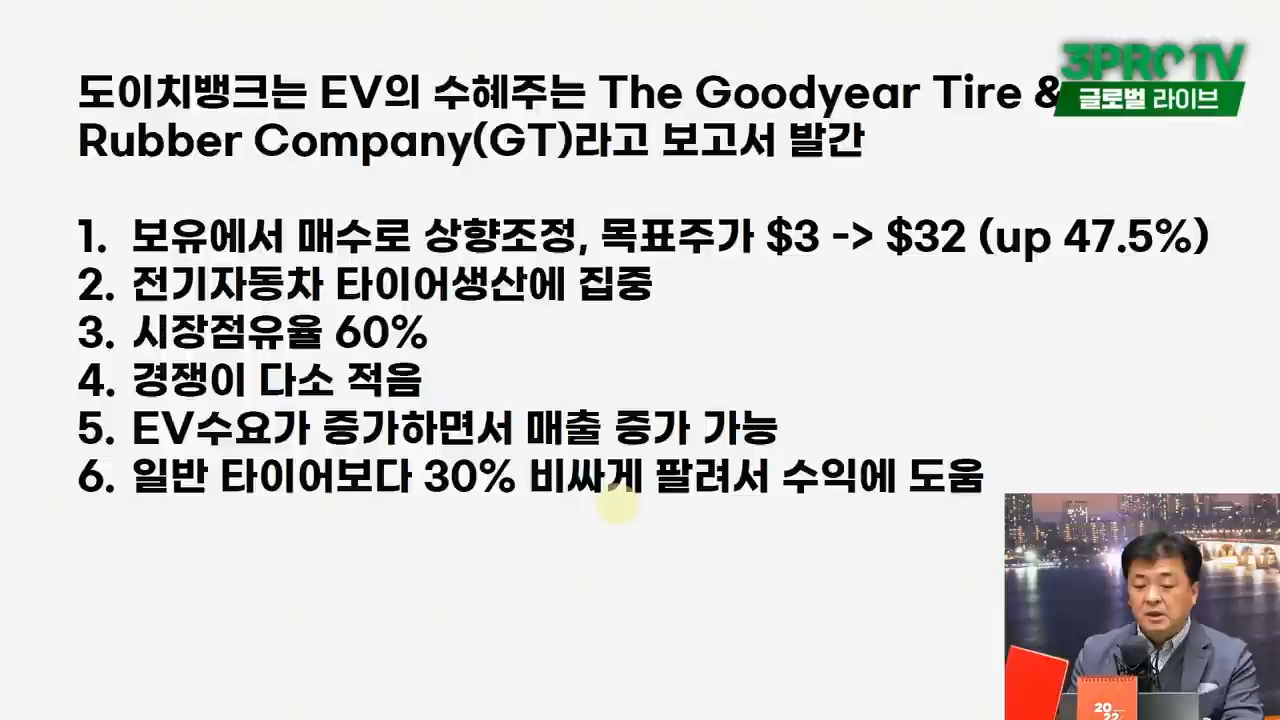 3PRO TV
글로벌 라이브
도이치뱅크는 EV의 수혜주는 The Goodyear Tire &
Rubber Company(GT)라고 보고서 발간
1. 보유에서 매수로 상향조정, 목표주가 $3 -> $32 (up 47.5%)
2. 전기자동차 타이어생산에 집중
3. 시장점유율 60%
4. 경쟁이 다소 적음
5. EV수요가 증가하면서 매출 증가 가능
6. 일반 타이어보다 30% 비싸게 팔려서 수익에 도움
20
22